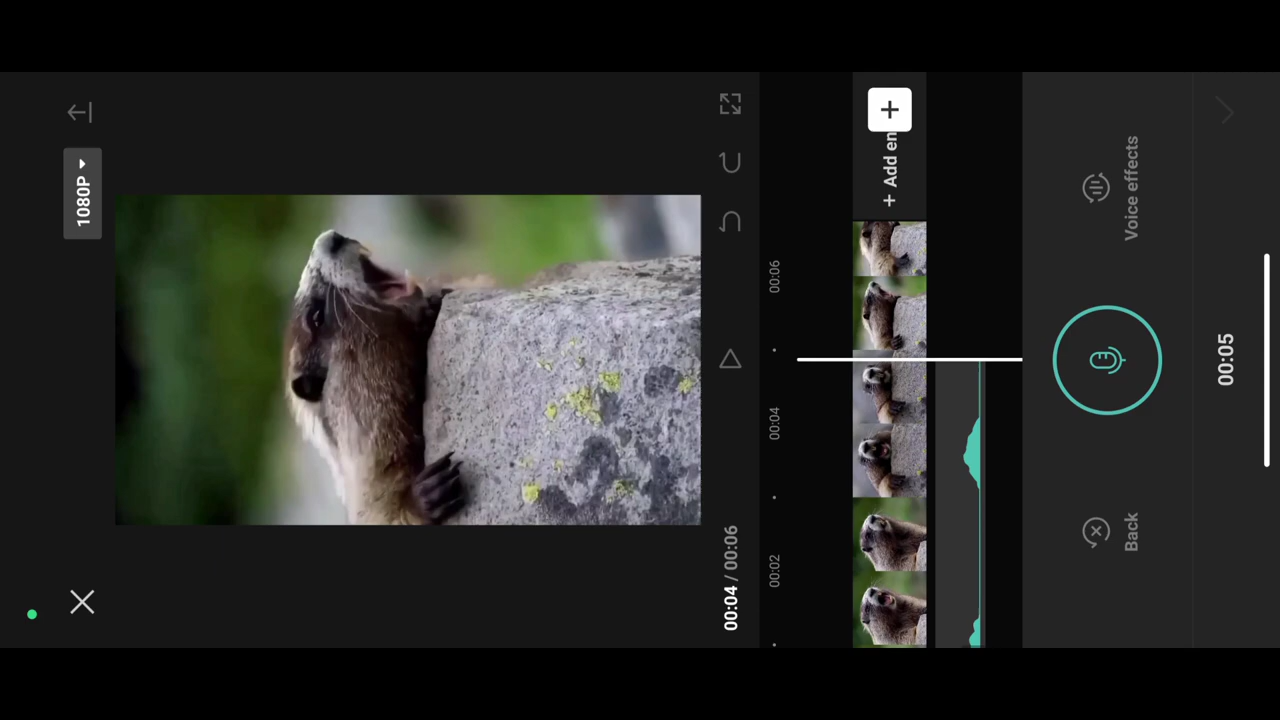 1080P
00:04 / 00:06
00:02
00:04
00:06
+ Add en
Back
Voice effects
00:05